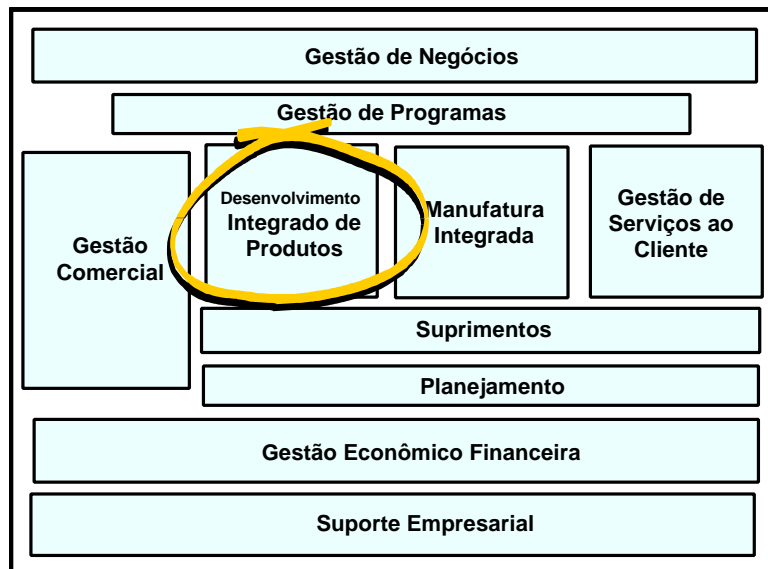 Gestão de Negócios
Gestão de Programas
Gestão
Comercial
Desenvolvimento
Integrado de
Produtos
Manufatura
Integrada
Gestão de
Serviços ao
Cliente
Suprimentos
Planejamento
Gestão Econômico Financeira
Suporte Empresarial